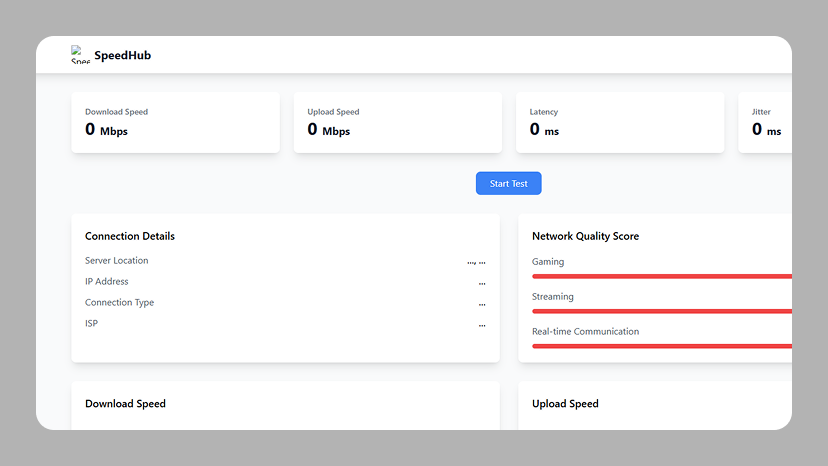 Spee
SpeedHub
Download Speed
0 Mbps
Upload Speed
0 Mbps
Latency
0 ms
Jitter
0 ms
Start Test
Connection Details
Server Location ..., ...
IP Address ...
Connection Type ...
ISP ...
Network Quality Score
Gaming
Streaming
Real-time Communication
Download Speed
Upload Speed